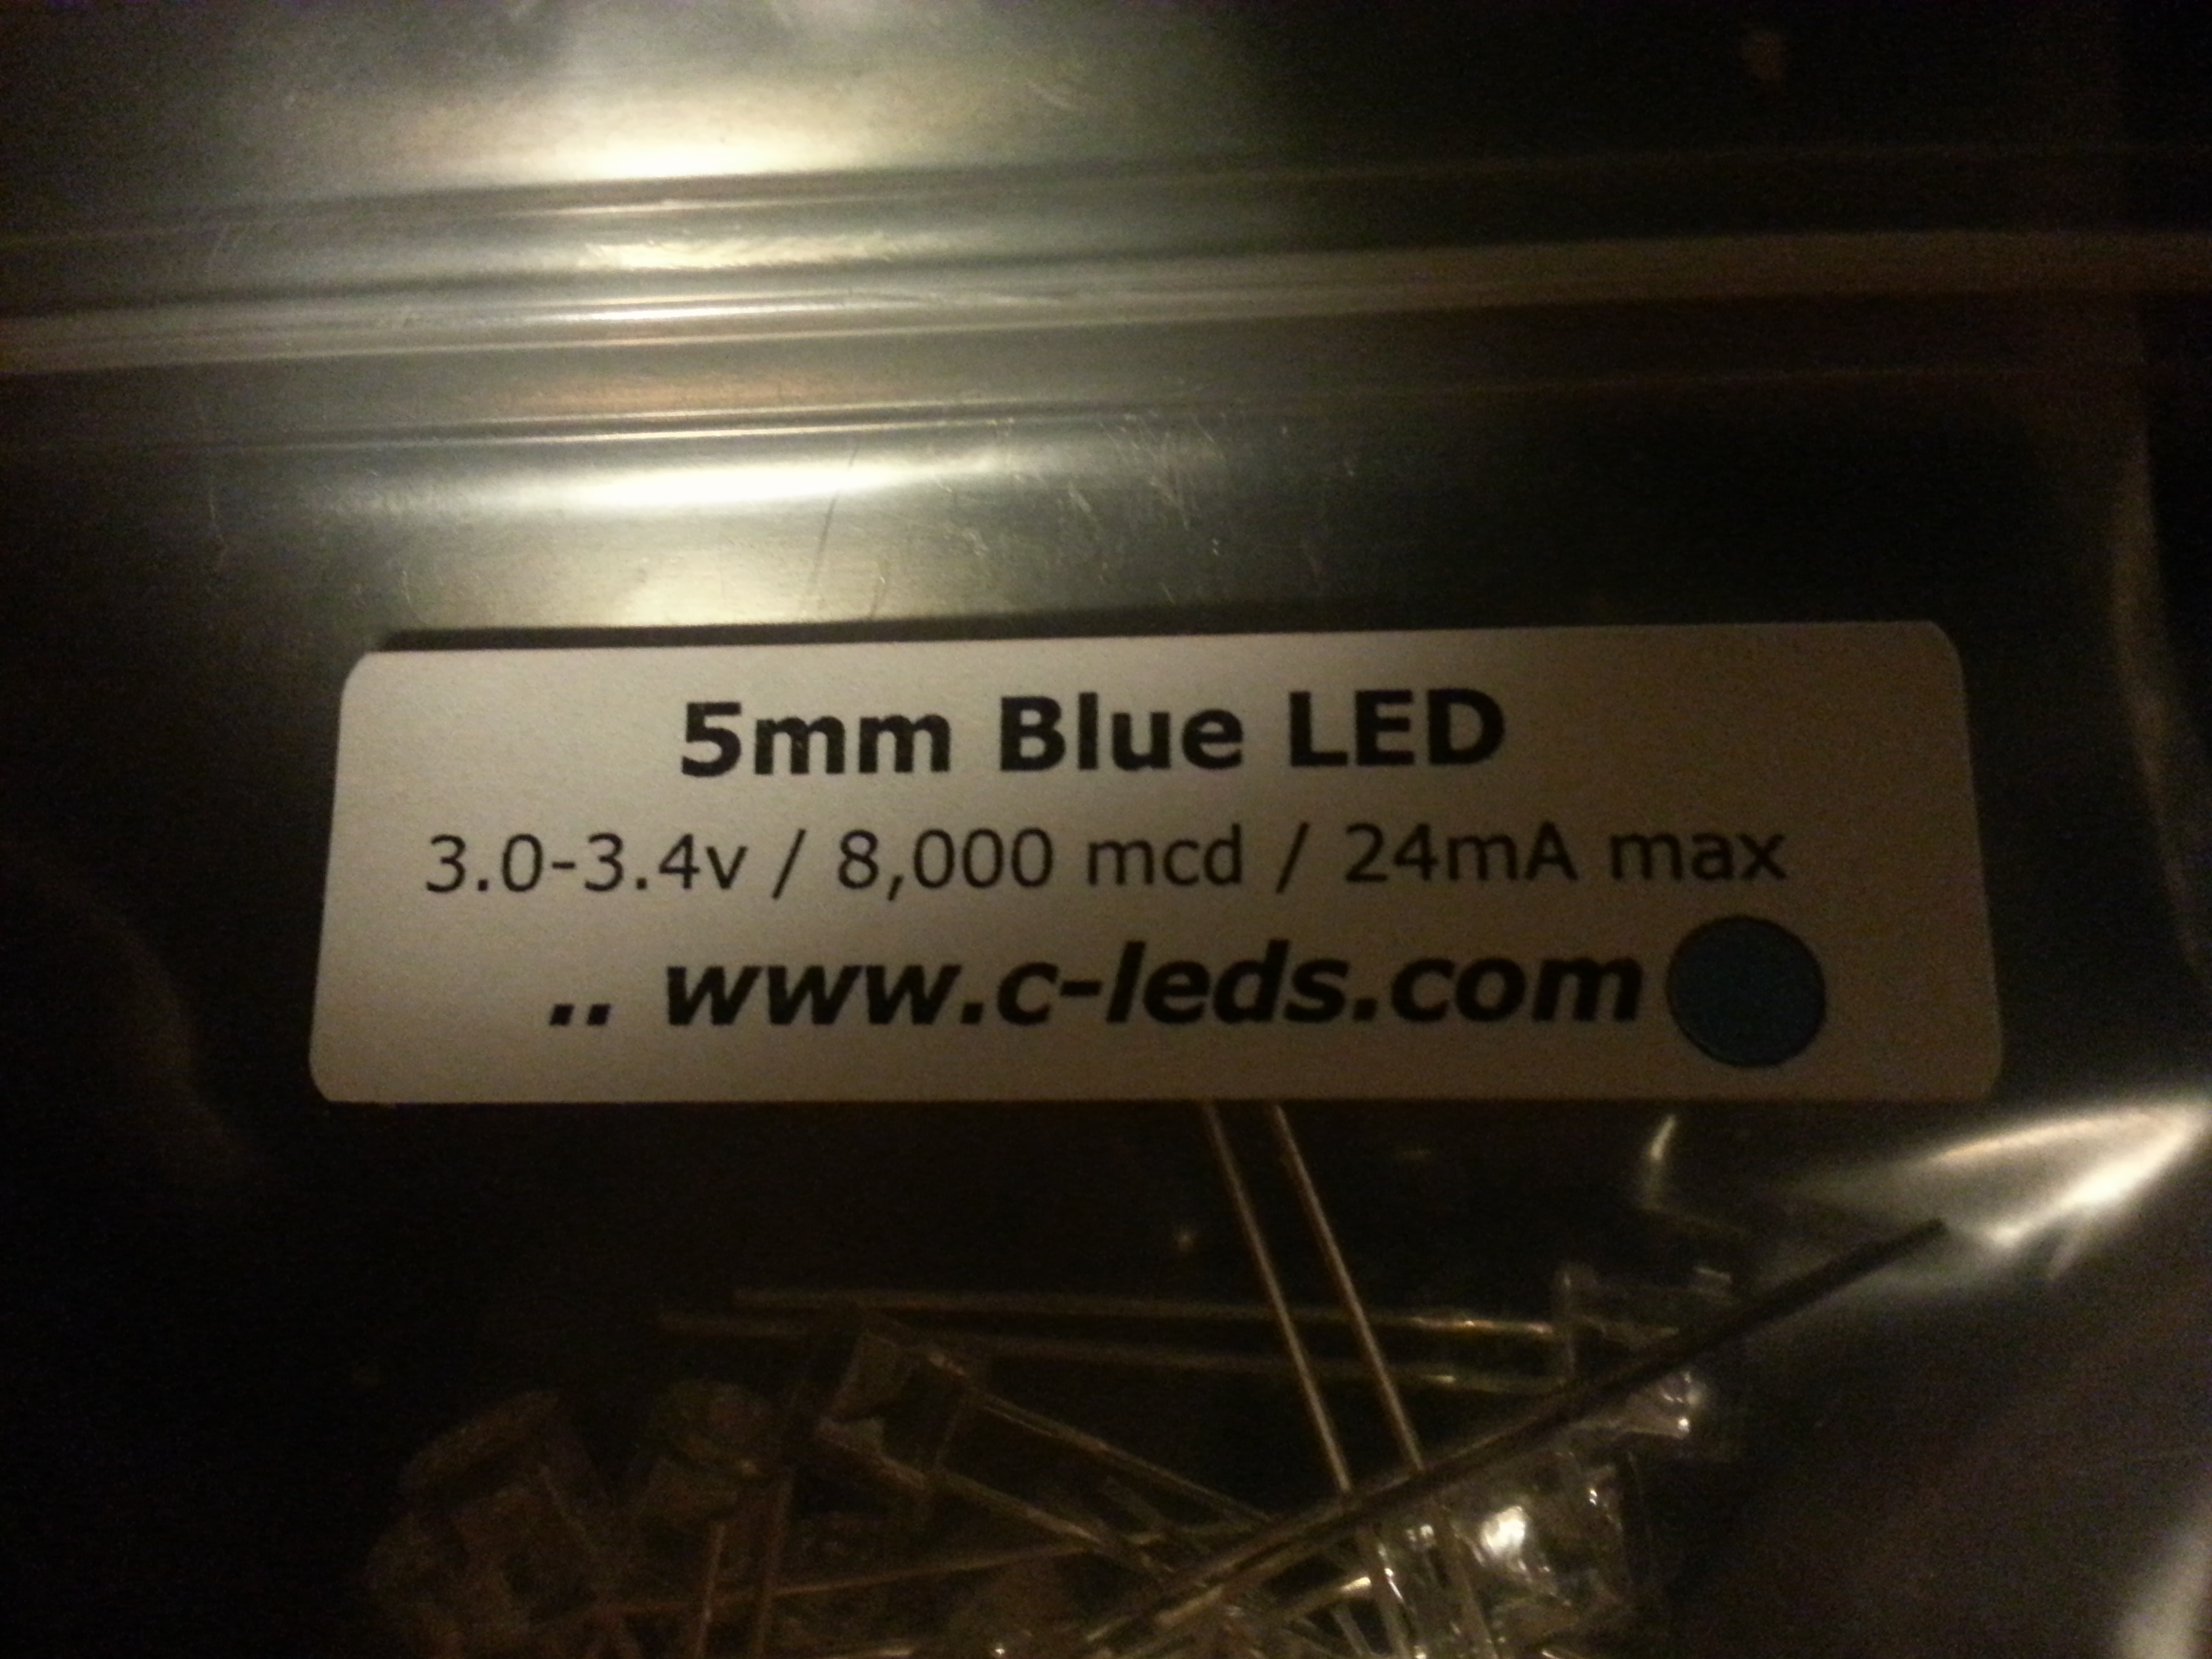 5mm Blue LED
3.0-3.4v / 8,000 mcd / 24mA max
.. www.c-leds.com